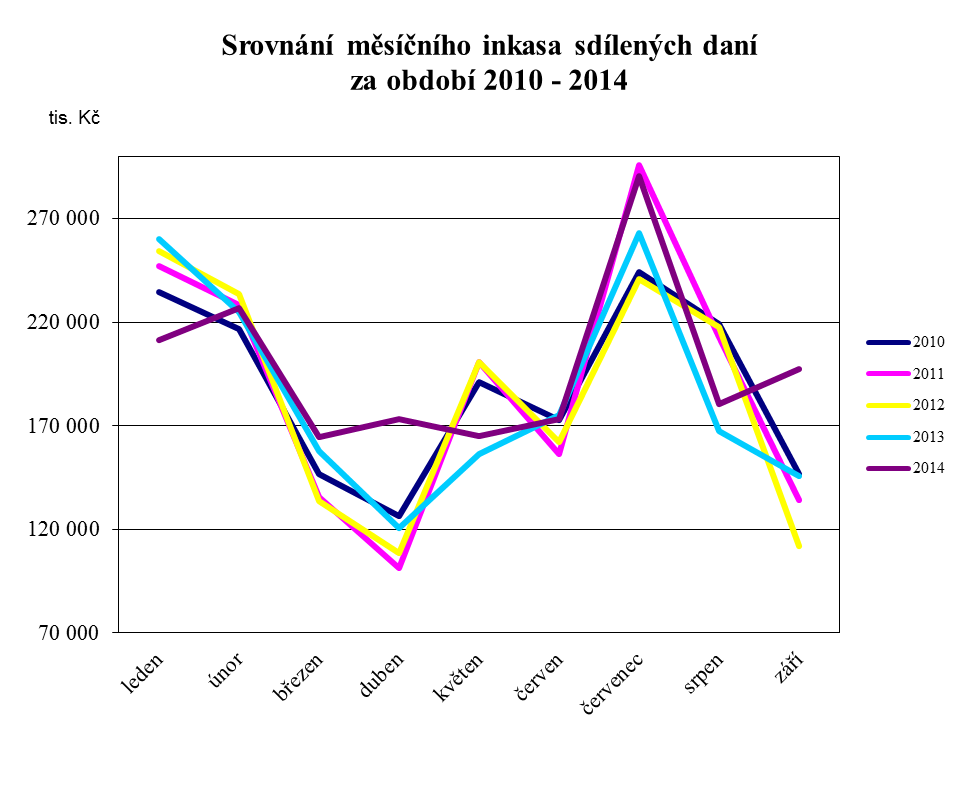 Srovnání měsíčního inkasa sdílených daní
za období 2010 - 2014
tis. Kč
270 000
220 000
170 000
120 000
70 000
leden
únor
březen
duben
květen
červen
červenec
srpen
září
2010
2011
2012
2013
2014